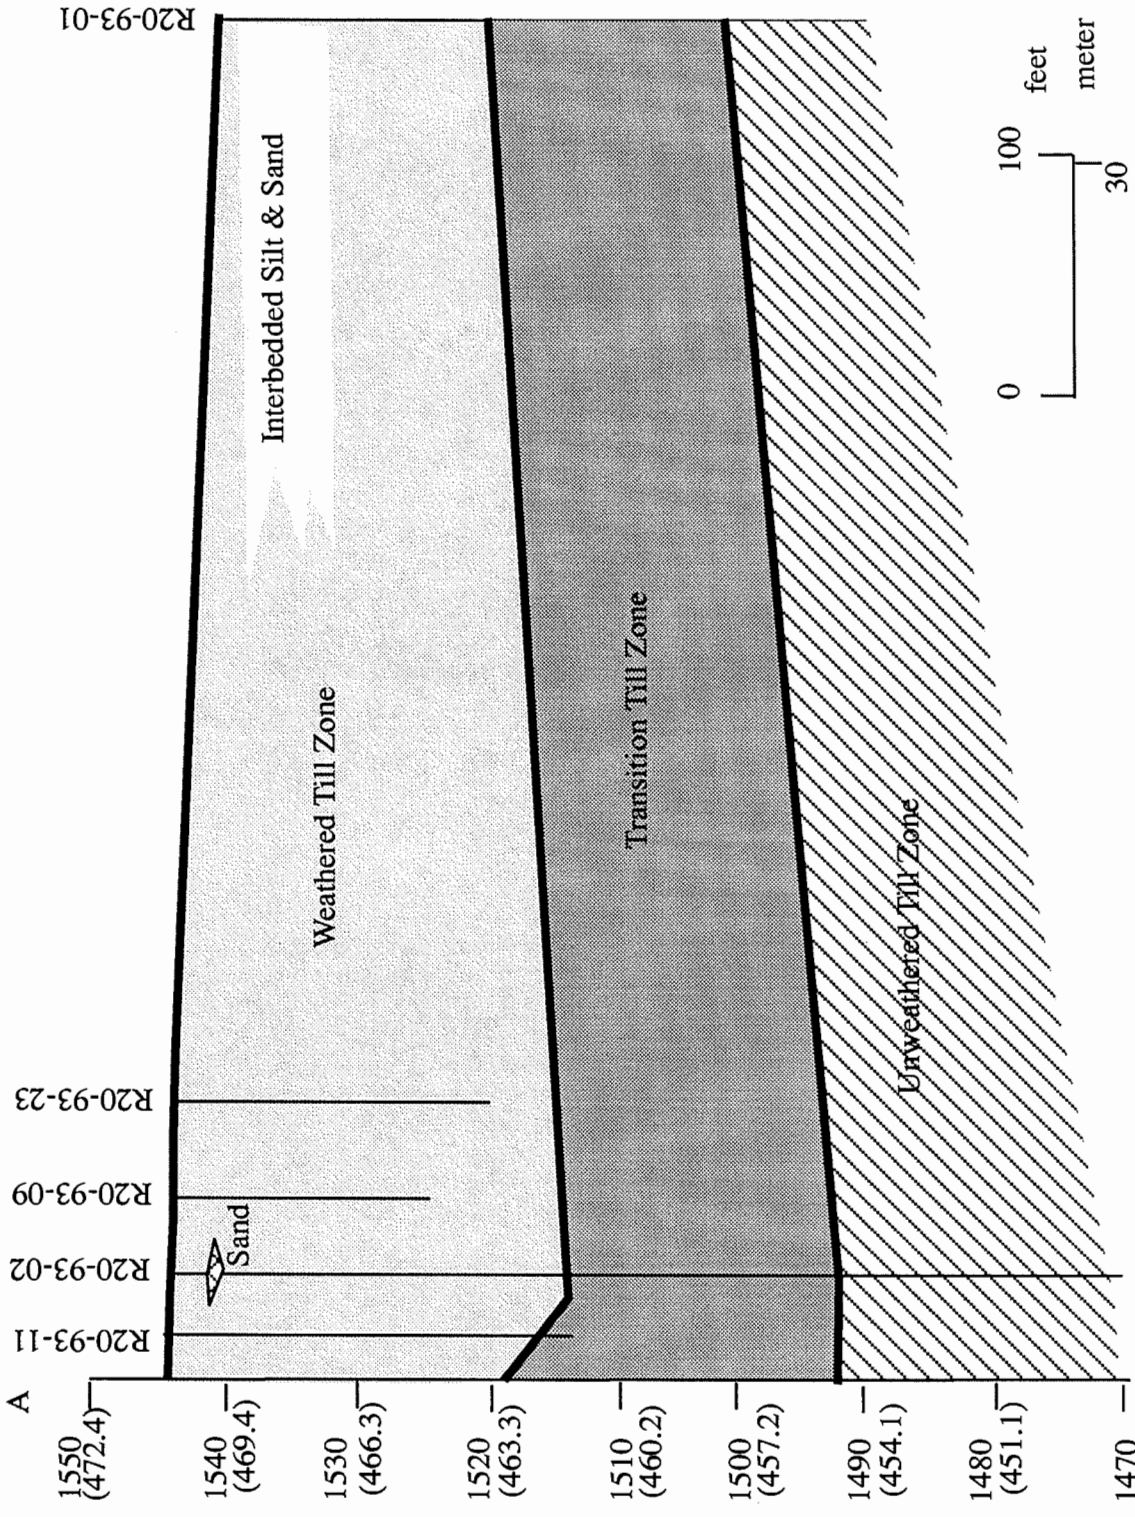 A
R20-93-11
R20-93-02
R20-93-09
R20-93-23
R20-93-01
1550
(472.4)
1540
(469.4)
1530
(466.3)
1520
(463.3)
1510
(460.2)
1500
(457.2)
1490
(454.1)
1480
(451.1)
1470
Sand
Interbedded Silt & Sand
Weathered Till Zone
Transition Till Zone
Unweathered Till Zone
0 100 feet
30 meter